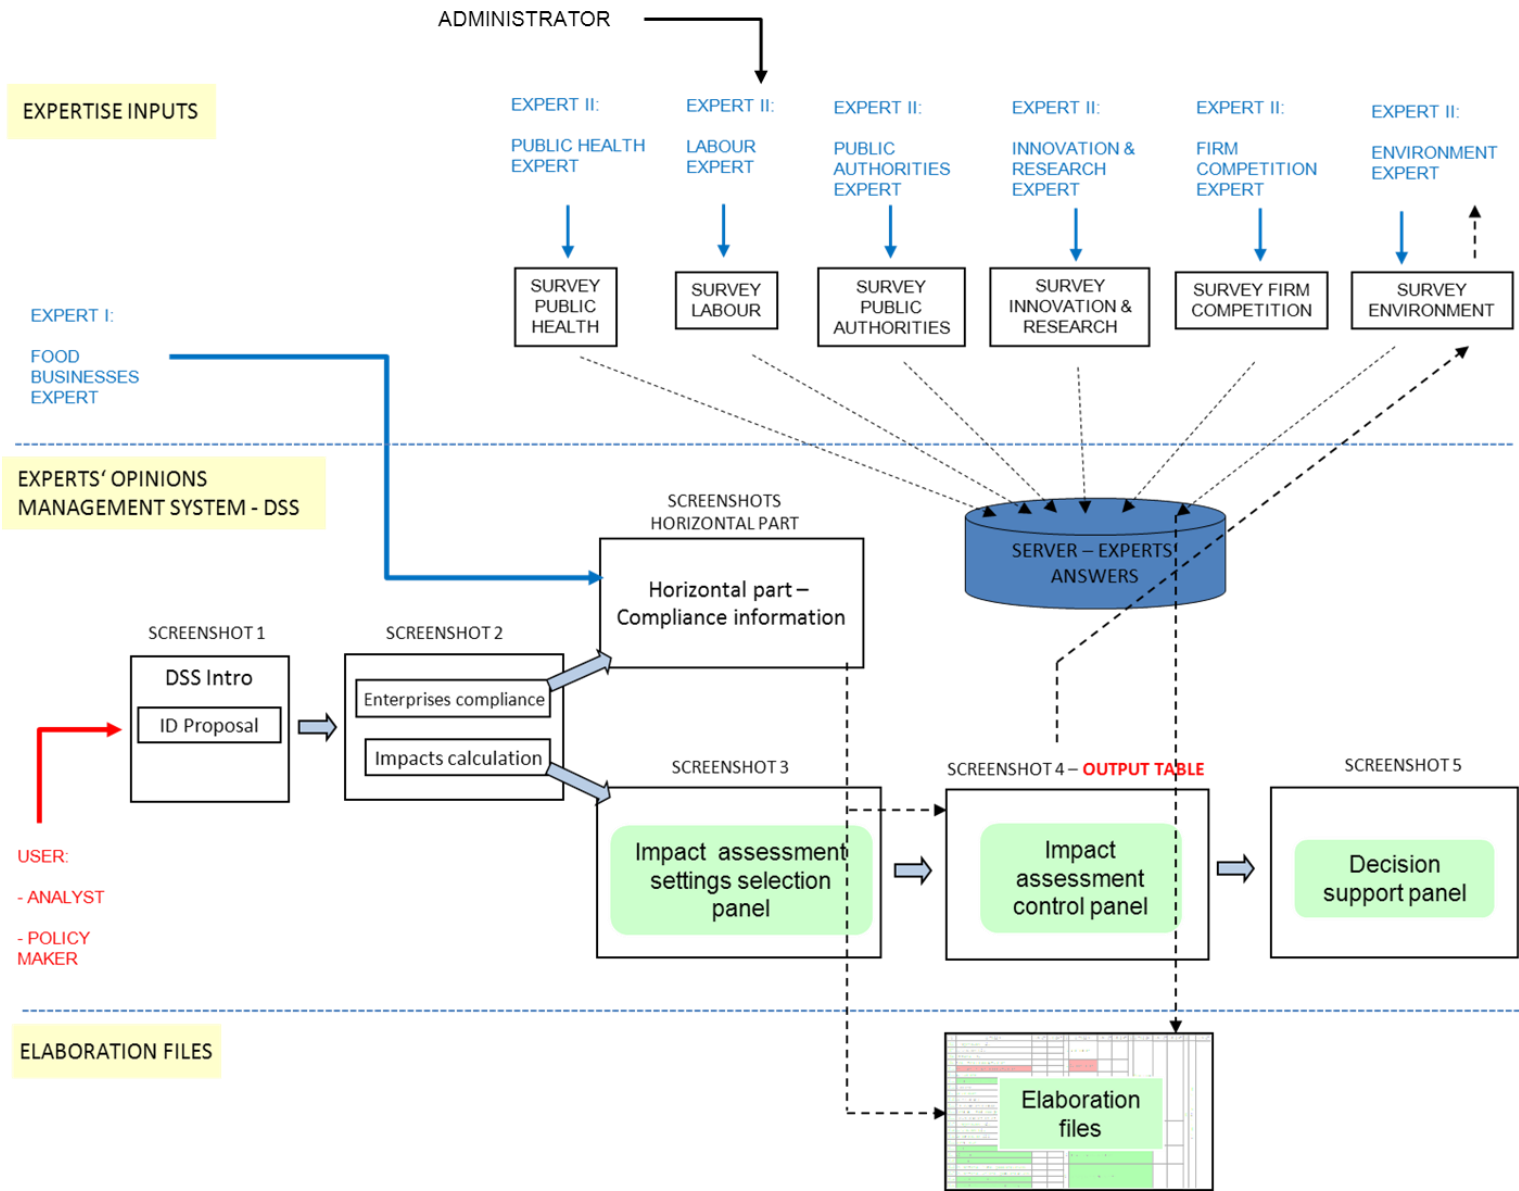 ADMINISTRATOR
EXPERTISE INPUTS
EXPERT II:
PUBLIC HEALTH
EXPERT
EXPERT II:
LABOUR
EXPERT
EXPERT II:
PUBLIC
AUTHORITIES
EXPERT
EXPERT II:
INNOVATION &
RESEARCH
EXPERT
EXPERT II:
FIRM
COMPETITION
EXPERT
EXPERT II:
ENVIRONMENT
EXPERT
SURVEY
PUBLIC
HEALTH
SURVEY
LABOUR
SURVEY
PUBLIC
AUTHORITIES
SURVEY
INNOVATION &
RESEARCH
SURVEY FIRM
COMPETITION
SURVEY
ENVIRONMENT
EXPERT I:
FOOD
BUSINESSES
EXPERT
EXPERTS‘ OPINIONS
MANAGEMENT SYSTEM - DSS
SCREENSHOTS
HORIZONTAL PART
Horizontal part –
Compliance information
SERVER – EXPERTS
ANSWERS
SCREENSHOT 1
DSS Intro
ID Proposal
SCREENSHOT 2
Enterprises compliance
Impacts calculation
SCREENSHOT 3
Impact assessment
settings selection
panel
SCREENSHOT 4 – OUTPUT TABLE
Impact
assessment
control panel
SCREENSHOT 5
Decision
support panel
USER:
- ANALYST
- POLICY
MAKER
ELABORATION FILES
Elaboration
files